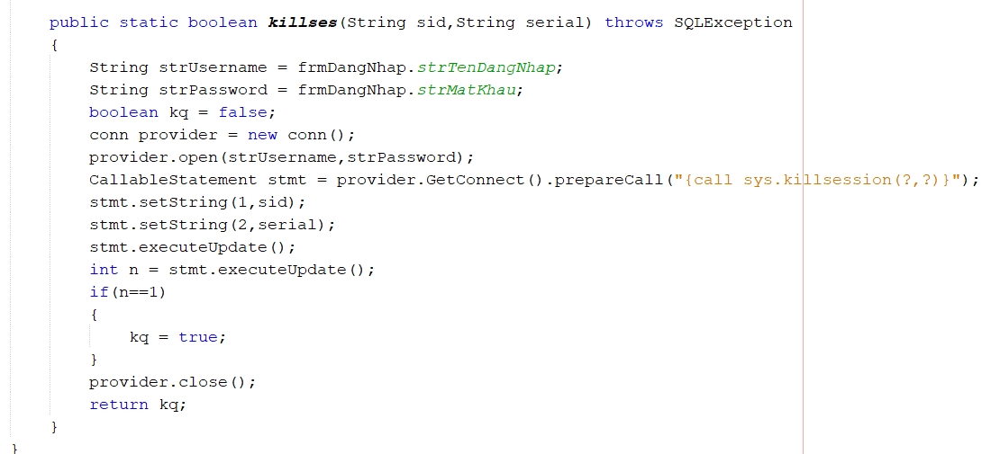 public static boolean killses(String sid,String serial) throws SQLException
{
String strUsername = frmDangNhap.strTenDangNhap;
String strPassword = frmDangNhap.strMatKhau;
boolean kq = false;
conn provider = new conn();
provider.open(strUsername,strPassword);
CallableStatement stmt = provider.GetConnect().prepareCall("{call sys.killsession(?,?)}");
stmt.setString(1,sid);
stmt.setString(2,serial);
stmt.executeUpdate();
int n = stmt.executeUpdate();
if(n==1)
{
kq = true;
}
provider.close();
return kq;
}
}